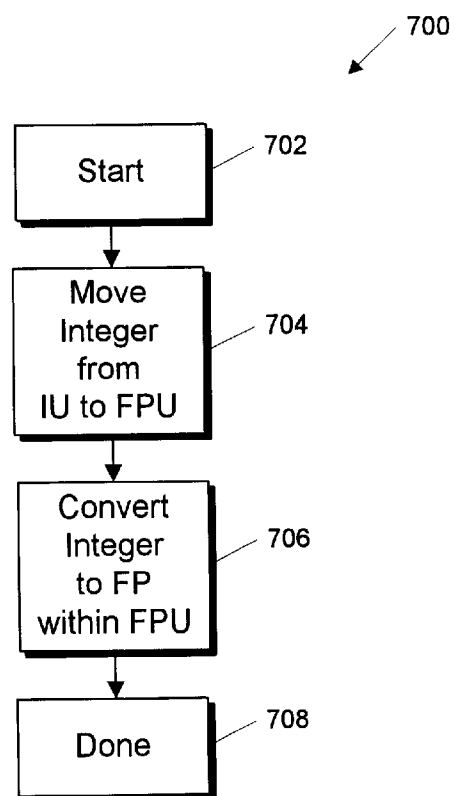 700
Start
702
Move
Integer
from
IU to FPU
704
Convert
Integer
to FP
within FPU
706
Done
708